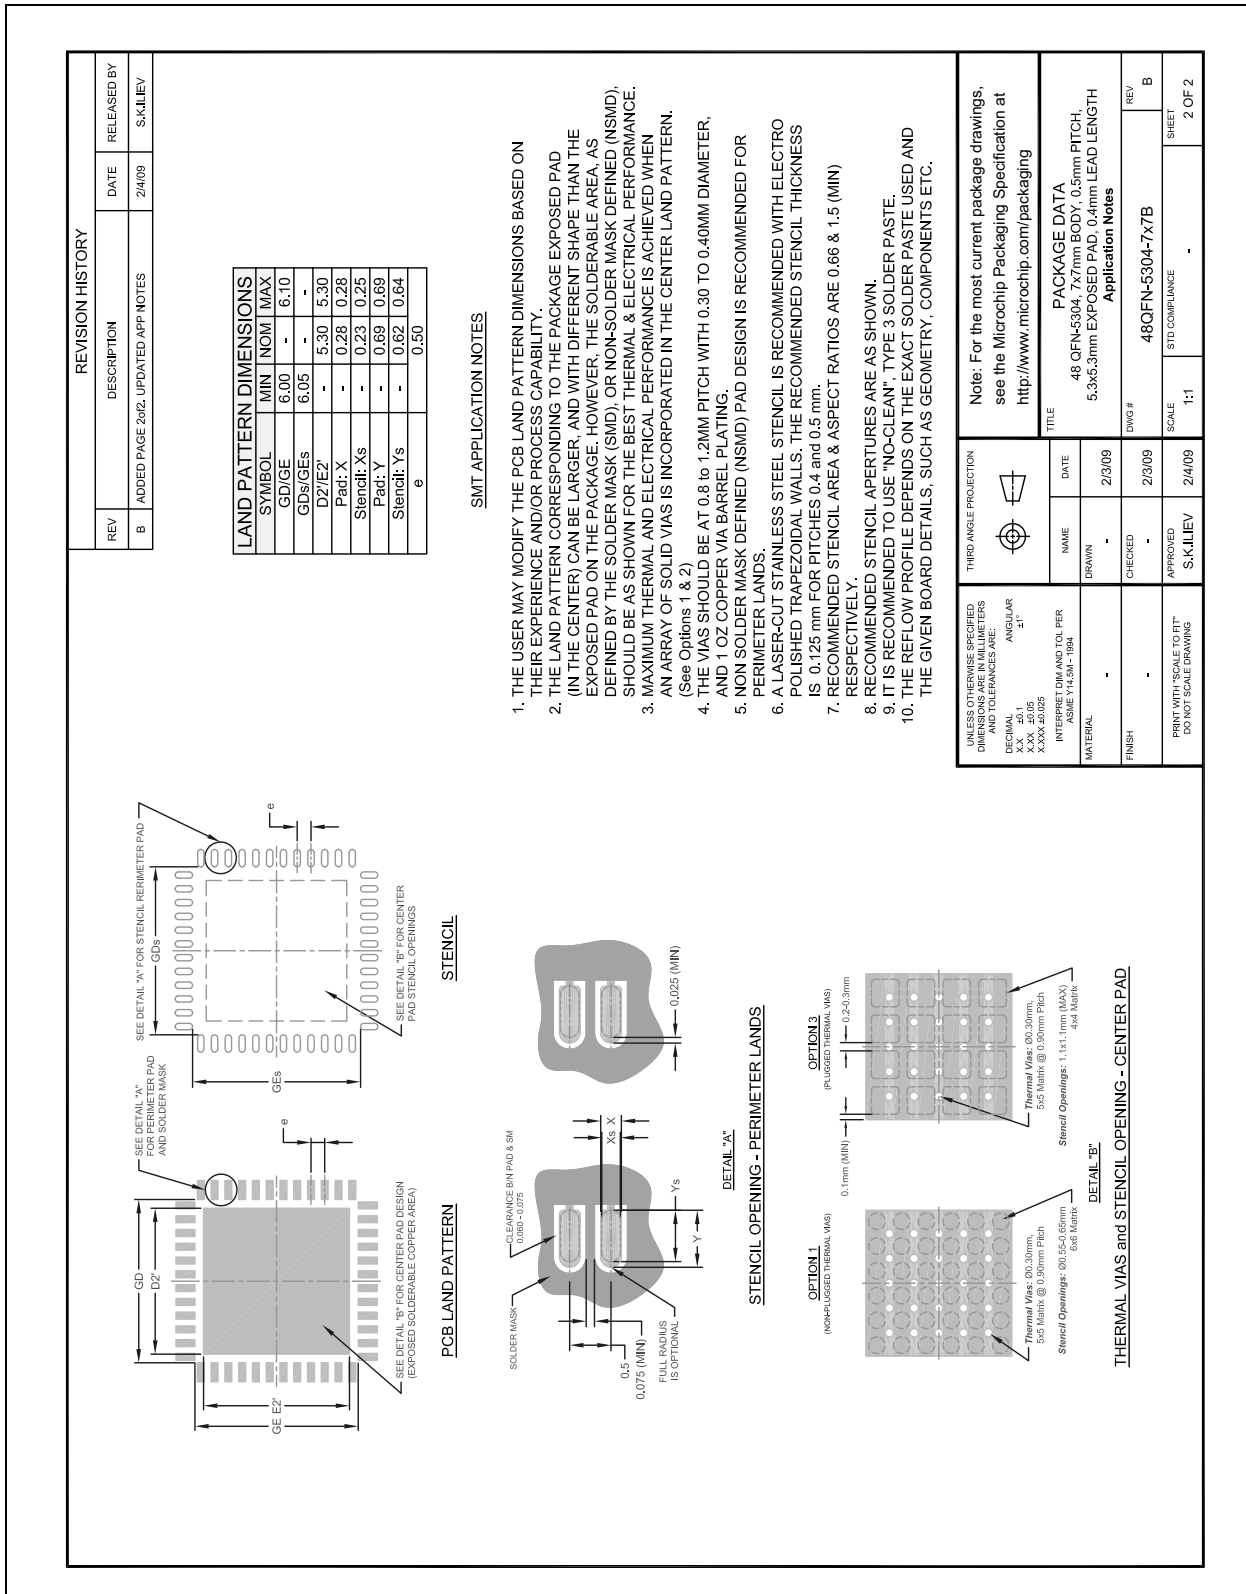 REVISION HISTORY
REV DESCRIPTION DATE RELEASED BY
B ADDED PAGE 2of2. UPDATED APP NOTES 2/4/09 S.K.ILIEV
LAND PATTERN DIMENSIONS
SYMBOL MIN NOM MAX
GD/GE 6.00 - 6.10
GDs/GEs 6.05 - -
D2'/E2' - 5.30 5.30
Pad: X - 0.28 0.28
Stencil: Xs - 0.23 0.25
Pad: Y - 0.69 0.69
Stencil: Ys - 0.62 0.64
e 0.50
SMT APPLICATION NOTES
1. THE USER MAY MODIFY THE PCB LAND PATTERN DIMENSIONS BASED ON
THEIR EXPERIENCE AND/OR PROCESS CAPABILITY.
2. THE LAND PATTERN CORRESPONDING TO THE PACKAGE EXPOSED PAD
(IN THE CENTER) CAN BE LARGER, AND WITH DIFFERENT SHAPE THAN THE
EXPOSED PAD ON THE PACKAGE. HOWEVER, THE SOLDERABLE AREA, AS
DEFINED BY THE SOLDER MASK (SMD), OR NON-SOLDER MASK DEFINED (NSMD),
SHOULD BE AS SHOWN FOR THE BEST THERMAL & ELECTRICAL PERFORMANCE.
3. MAXIMUM THERMAL AND ELECTRICAL PERFORMANCE IS ACHIEVED WHEN
AN ARRAY OF SOLID VIAS IS INCORPORATED IN THE CENTER LAND PATTERN.
(See Options 1 & 2)
4. THE VIAS SHOULD BE AT 0.8 to 1.2MM PITCH WITH 0.30 TO 0.40MM DIAMETER,
AND 1 OZ COPPER VIA BARREL PLATING.
5. NON SOLDER MASK DEFINED (NSMD) PAD DESIGN IS RECOMMENDED FOR
PERIMETER LANDS.
6. A LASER-CUT STAINLESS STEEL STENCIL IS RECOMMENDED WITH ELECTRO
POLISHED TRAPEZOIDAL WALLS. THE RECOMMENDED STENCIL THICKNESS
IS 0.125 mm FOR PITCHES 0.4 and 0.5 mm.
7. RECOMMENDED STENCIL AREA & ASPECT RATIOS ARE 0.66 & 1.5 (MIN)
RESPECTIVELY.
8. RECOMMENDED STENCIL APERTURES ARE AS SHOWN.
9. IT IS RECOMMENDED TO USE "NO-CLEAN", TYPE 3 SOLDER PASTE.
10. THE REFLOW PROFILE DEPENDS ON THE EXACT SOLDER PASTE USED AND
THE GIVEN BOARD DETAILS, SUCH AS GEOMETRY, COMPONENTS ETC.
SEE DETAIL "A"
FOR PERIMETER PAD
AND SOLDER MASK
GD
D2'
e
GE E2'
SEE DETAIL "B" FOR CENTER PAD DESIGN
(EXPOSED SOLDERABLE COPPER AREA)
PCB LAND PATTERN
SEE DETAIL "A" FOR STENCIL RERIMETER PAD
GDs
e
GEs
SEE DETAIL "B" FOR CENTER
PAD STENCIL OPENINGS
STENCIL
SOLDER MASK
CLEARANCE B/N PAD & SM
0.060 - 0.075
Xs X
0.5
0.075 (MIN)
FULL RADIUS
IS OPTIONAL
Y
Ys
0.025 (MIN)
DETAIL "A"
STENCIL OPENING - PERIMETER LANDS
OPTION 1
(NON-PLUGGED THERMAL VIAS)
Thermal Vias: Ø0.30mm,
5x5 Matrix @ 0.90mm Pitch
Stencil Openings: Ø0.55-0.65mm
6x6 Matrix
OPTION 3
(PLUGGED THERMAL VIAS)
0.1mm (MIN)
0.2-0.3mm
Thermal Vias: Ø0.30mm,
5x5 Matrix @ 0.90mm Pitch
Stencil Openings: 1.1x1.1mm (MAX)
4x4 Matrix
DETAIL "B"
THERMAL VIAS and STENCIL OPENING - CENTER PAD
UNLESS OTHERWISE SPECIFIED
DIMENSIONS ARE IN MILLIMETERS
AND TOLERANCES ARE:
DECIMAL ANGULAR
X.X ±0.1 ±1°
X.XX ±0.05
X.XXX ±0.025
INTERPRET DIM AND TOL PER
ASME Y14.5M - 1994
MATERIAL
-
FINISH
-
PRINT WITH "SCALE TO FIT"
DO NOT SCALE DRAWING
THIRD ANGLE PROJECTION
NAME DATE
DRAWN
- 2/3/09
CHECKED
- 2/3/09
APPROVED
S.K.ILIEV 2/4/09
Note: For the most current package drawings,
see the Microchip Packaging Specification at
http://www.microchip.com/packaging
TITLE
PACKAGE DATA
48 QFN-5304, 7x7mm BODY, 0.5mm PITCH,
5.3x5.3mm EXPOSED PAD, 0.4mm LEAD LENGTH
Application Notes
DWG # REV
48QFN-5304-7x7B B
SCALE STD COMPLIANCE SHEET
1:1 - 2 OF 2